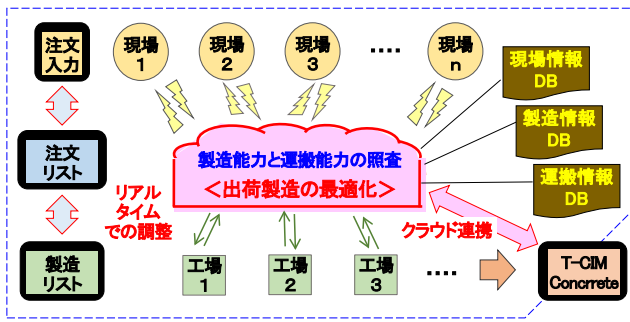 注文
入力
現場
1
現場
2
現場
3
••••
現場
n
現場情報
DB
製造情報
DB
運搬情報
DB
注文
リスト
製造能力と運搬能力の照査
＜出荷製造の最適化＞
リアル
タイム
での調整
クラウド連携
製造
リスト
工場
1
工場
2
工場
3
••••
T-CIM
Concrrete